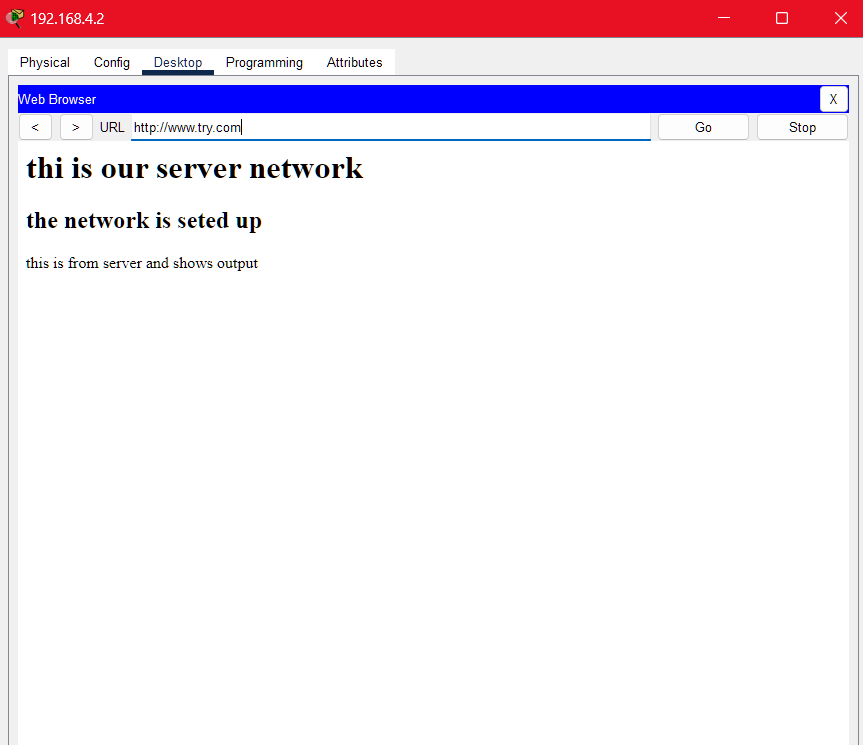 192.168.4.2
Physical Config Desktop Programming Attributes
Web Browser X
< > URL http://www.try.com Go Stop
thi is our server network
the network is seted up
this is from server and shows output